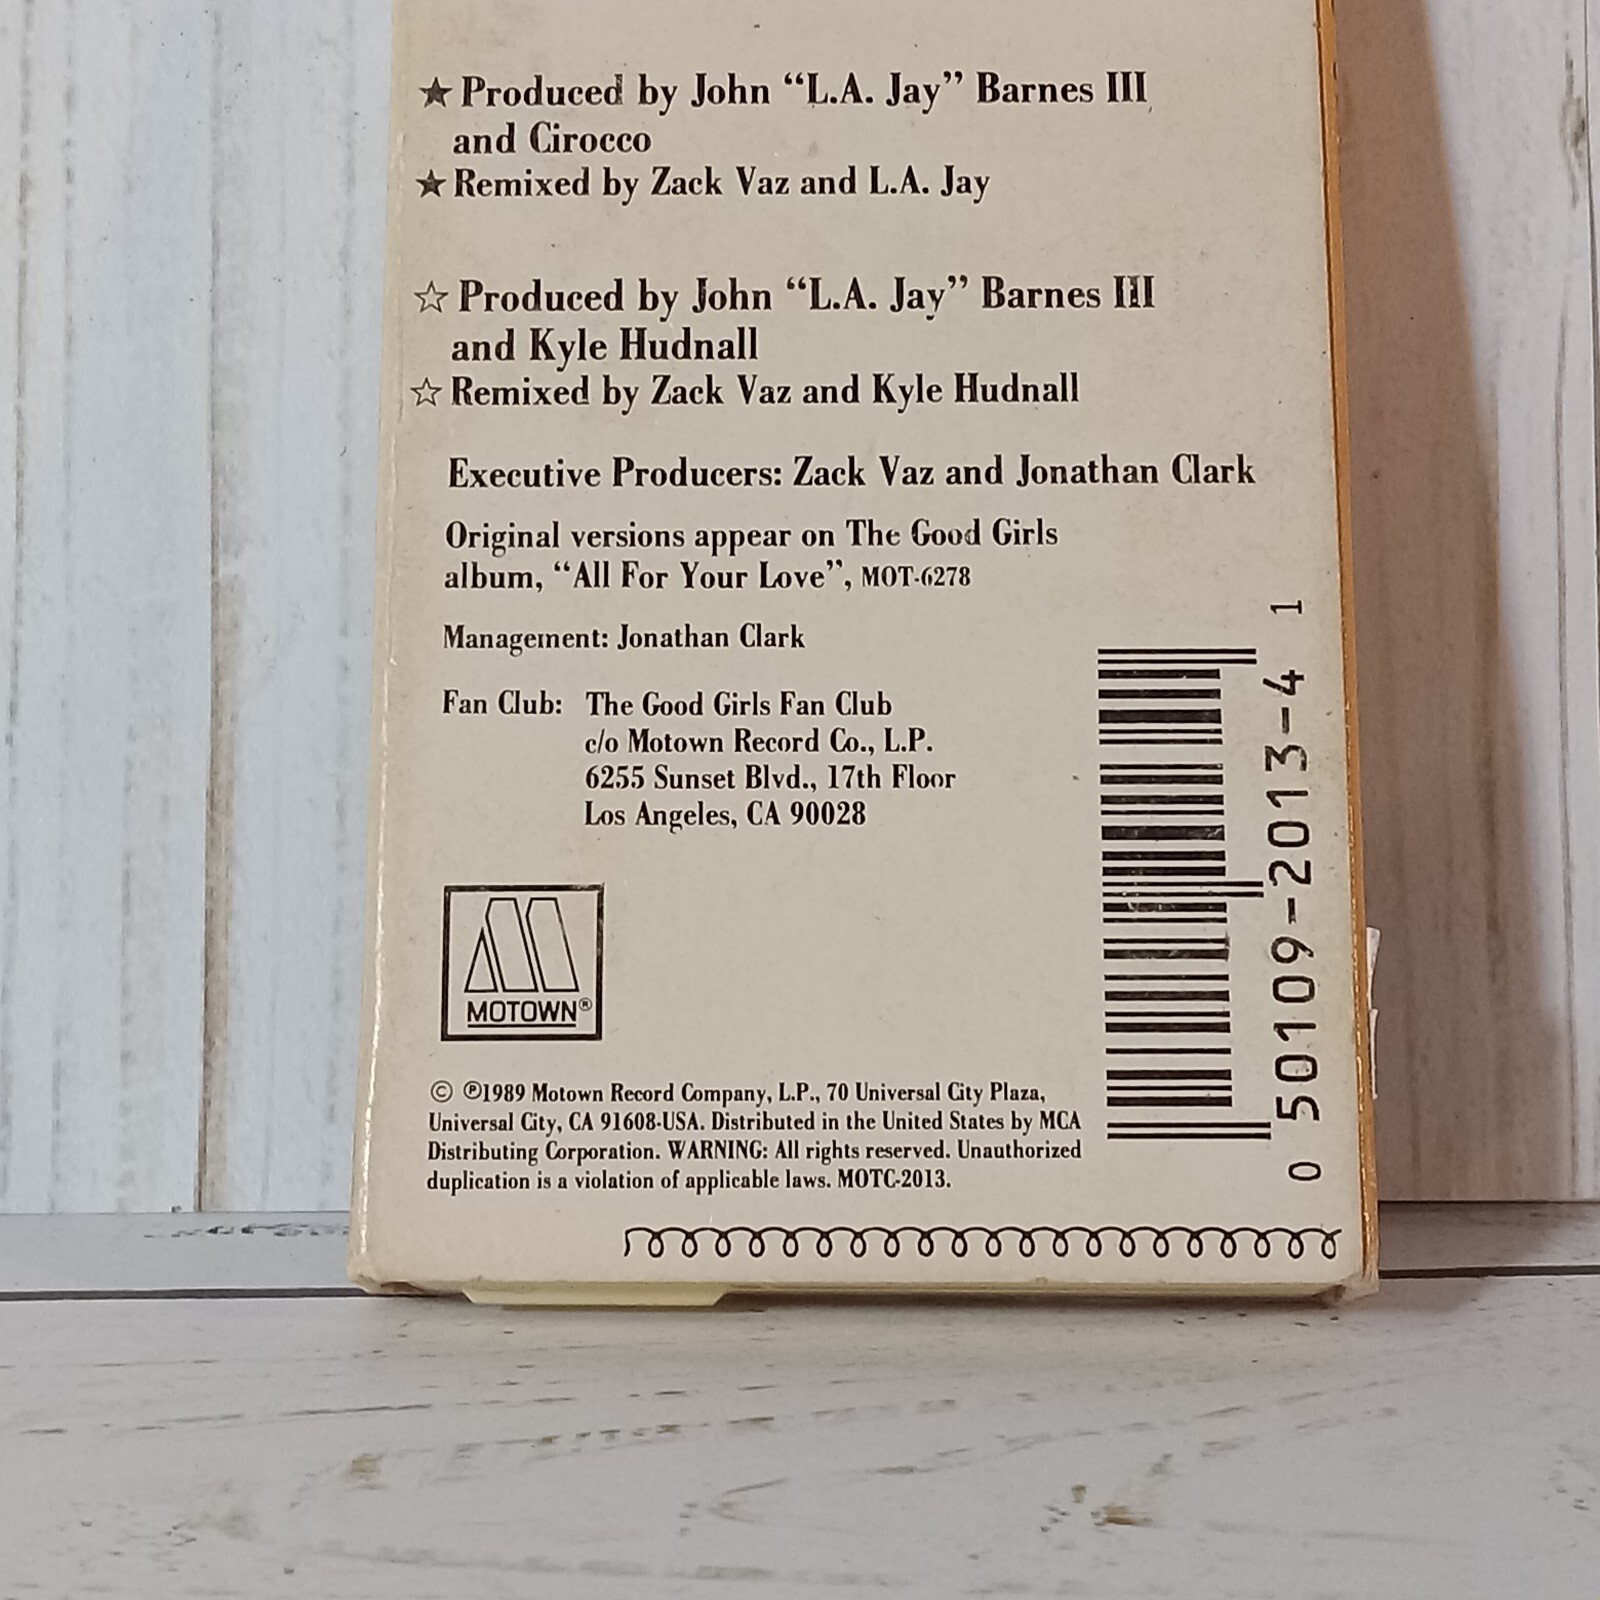 ★ Produced by John “L.A. Jay” Barnes III
and Cirocco
★ Remixed by Zack Vaz and L.A. Jay
☆ Produced by John “L.A. Jay” Barnes III
and Kyle Hudnall
☆ Remixed by Zack Vaz and Kyle Hudnall
Executive Producers: Zack Vaz and Jonathan Clark
Original versions appear on The Good Girls
album, “All For Your Love”, MOT-6278
Management: Jonathan Clark
Fan Club: The Good Girls Fan Club
c/o Motown Record Co., L.P.
6255 Sunset Blvd., 17th Floor
Los Angeles, CA 90028
MOTOWN®
© ℗1989 Motown Record Company, L.P., 70 Universal City Plaza,
Universal City, CA 91608-USA. Distributed in the United States by MCA
Distributing Corporation. WARNING: All rights reserved. Unauthorized
duplication is a violation of applicable laws. MOTC-2013.
0 50109-2013-4 1